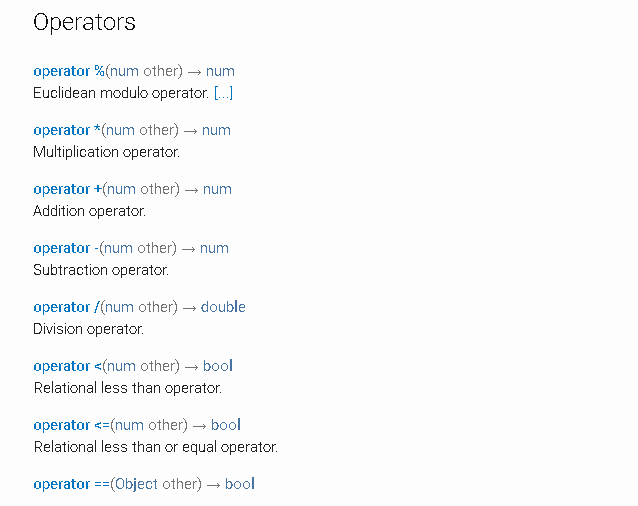 Operators
operator %(num other) → num
Euclidean modulo operator. [...]
operator *(num other) → num
Multiplication operator.
operator +(num other) → num
Addition operator.
operator -(num other) → num
Subtraction operator.
operator /(num other) → double
Division operator.
operator <(num other) → bool
Relational less than operator.
operator <=(num other) → bool
Relational less than or equal operator.
operator ==(Object other) → bool